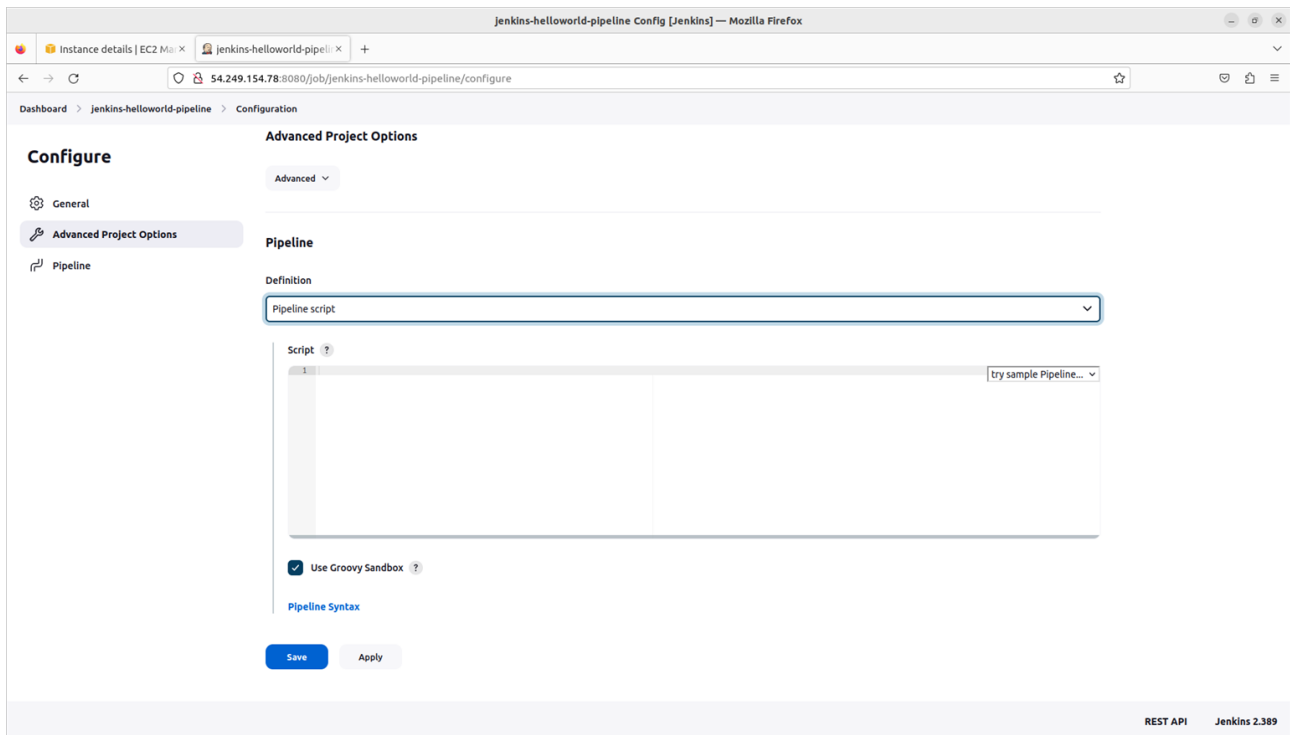 jenkins-helloworld-pipeline Config [Jenkins] — Mozilla Firefox
Instance details | EC2 Ma
jenkins-helloworld-pipeli
54.249.154.78:8080/job/jenkins-helloworld-pipeline/configure
Dashboard > jenkins-helloworld-pipeline > Configuration
Configure
General
Advanced Project Options
Pipeline
Advanced Project Options
Advanced
Pipeline
Definition
Pipeline script
Script ?
1
try sample Pipeline...
Use Groovy Sandbox ?
Pipeline Syntax
Save
Apply
REST API
Jenkins 2.389